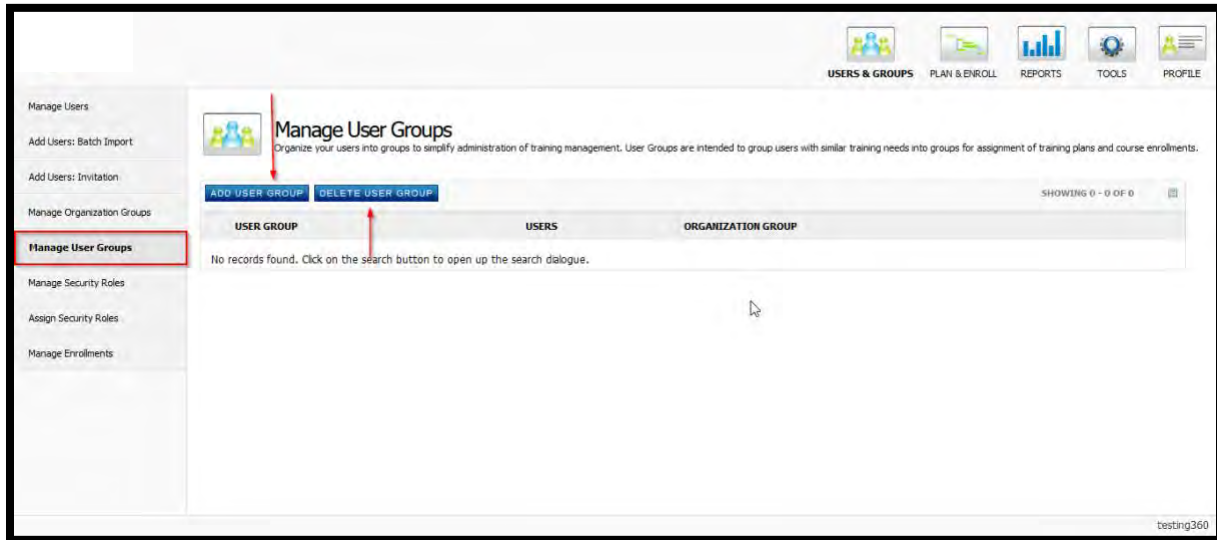 USERS & GROUPS PLAN & ENROLL REPORTS TOOLS PROFILE
Manage Users
Add Users: Batch Import
Add Users: Invitation
Manage Organization Groups
Manage User Groups
Manage Security Roles
Assign Security Roles
Manage Enrollments
Manage User Groups
Organize your users into groups to simplify administration of training management. User Groups are intended to group users with similar training needs into groups for assignment of training plans and course enrollments.
ADD USER GROUP DELETE USER GROUP SHOWING 0 - 0 OF 0
USER GROUP USERS ORGANIZATION GROUP
No records found. Click on the search button to open up the search dialogue.
testing360